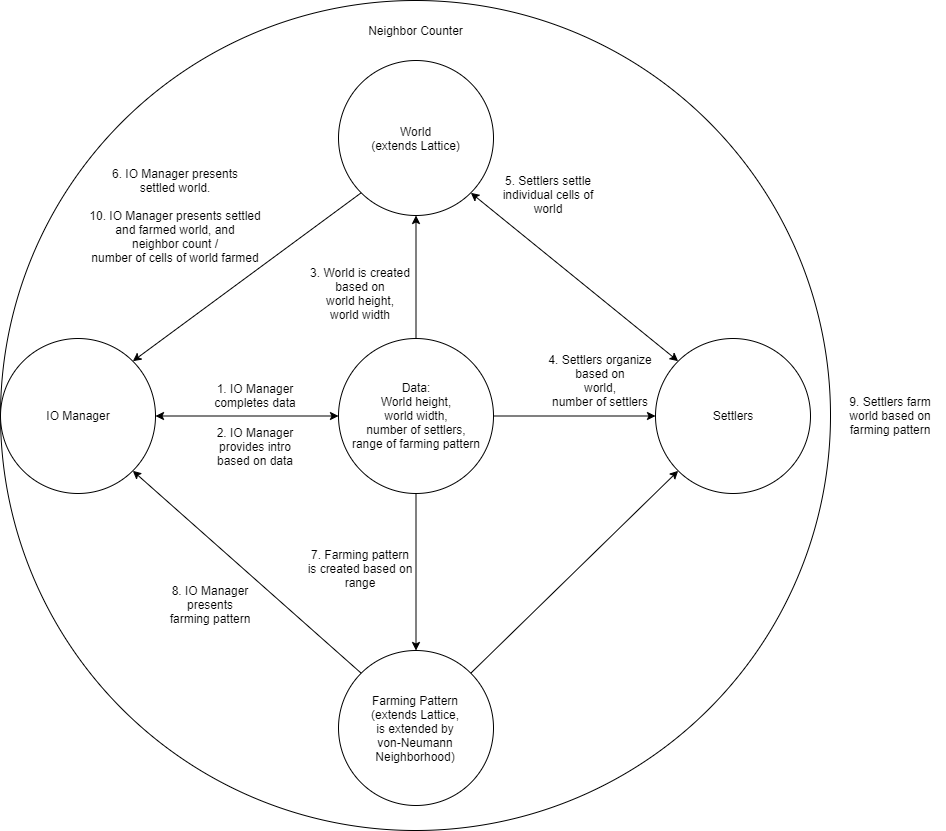 Neighbor Counter
World
(extends Lattice)
6. IO Manager presents
settled world.
10. IO Manager presents settled
and farmed world, and
neighbor count /
number of cells of world farmed
5. Settlers settle
individual cells of
world
3. World is created
based on
world height,
world width
IO Manager
1. IO Manager
completes data
2. IO Manager
provides intro
based on data
Data:
World height,
world width,
number of settlers,
range of farming pattern
4. Settlers organize
based on
world,
number of settlers
Settlers
9. Settlers farm
world based on
farming pattern
7. Farming pattern
is created based on
range
8. IO Manager
presents
farming pattern
Farming Pattern
(extends Lattice,
is extended by
von-Neumann
Neighborhood)